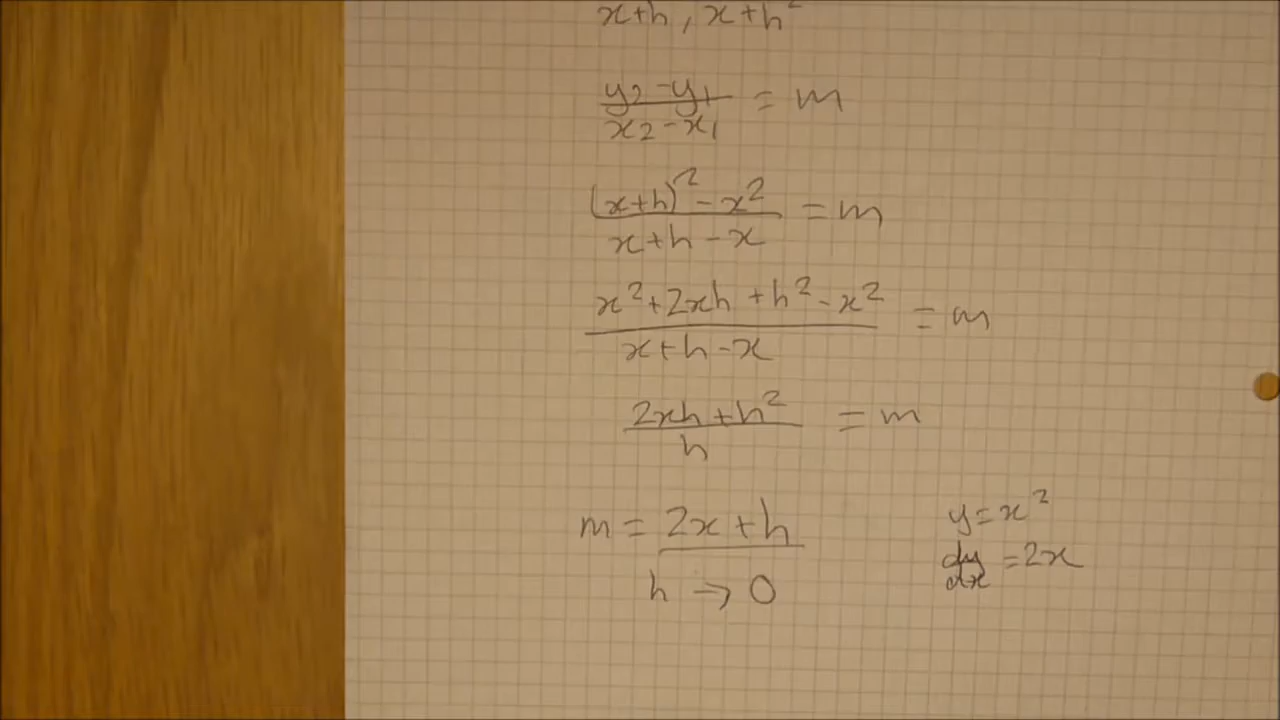 x+h, x+h²
y₂-y₁/x₂-x₁ = m
(x+h)²-x²/x+h-x = m
x²+2xh+h²-x²/x+h-x = m
2xh+h²/h = m
m = 2x+h
h → 0
y=x²
dy/dx =2x